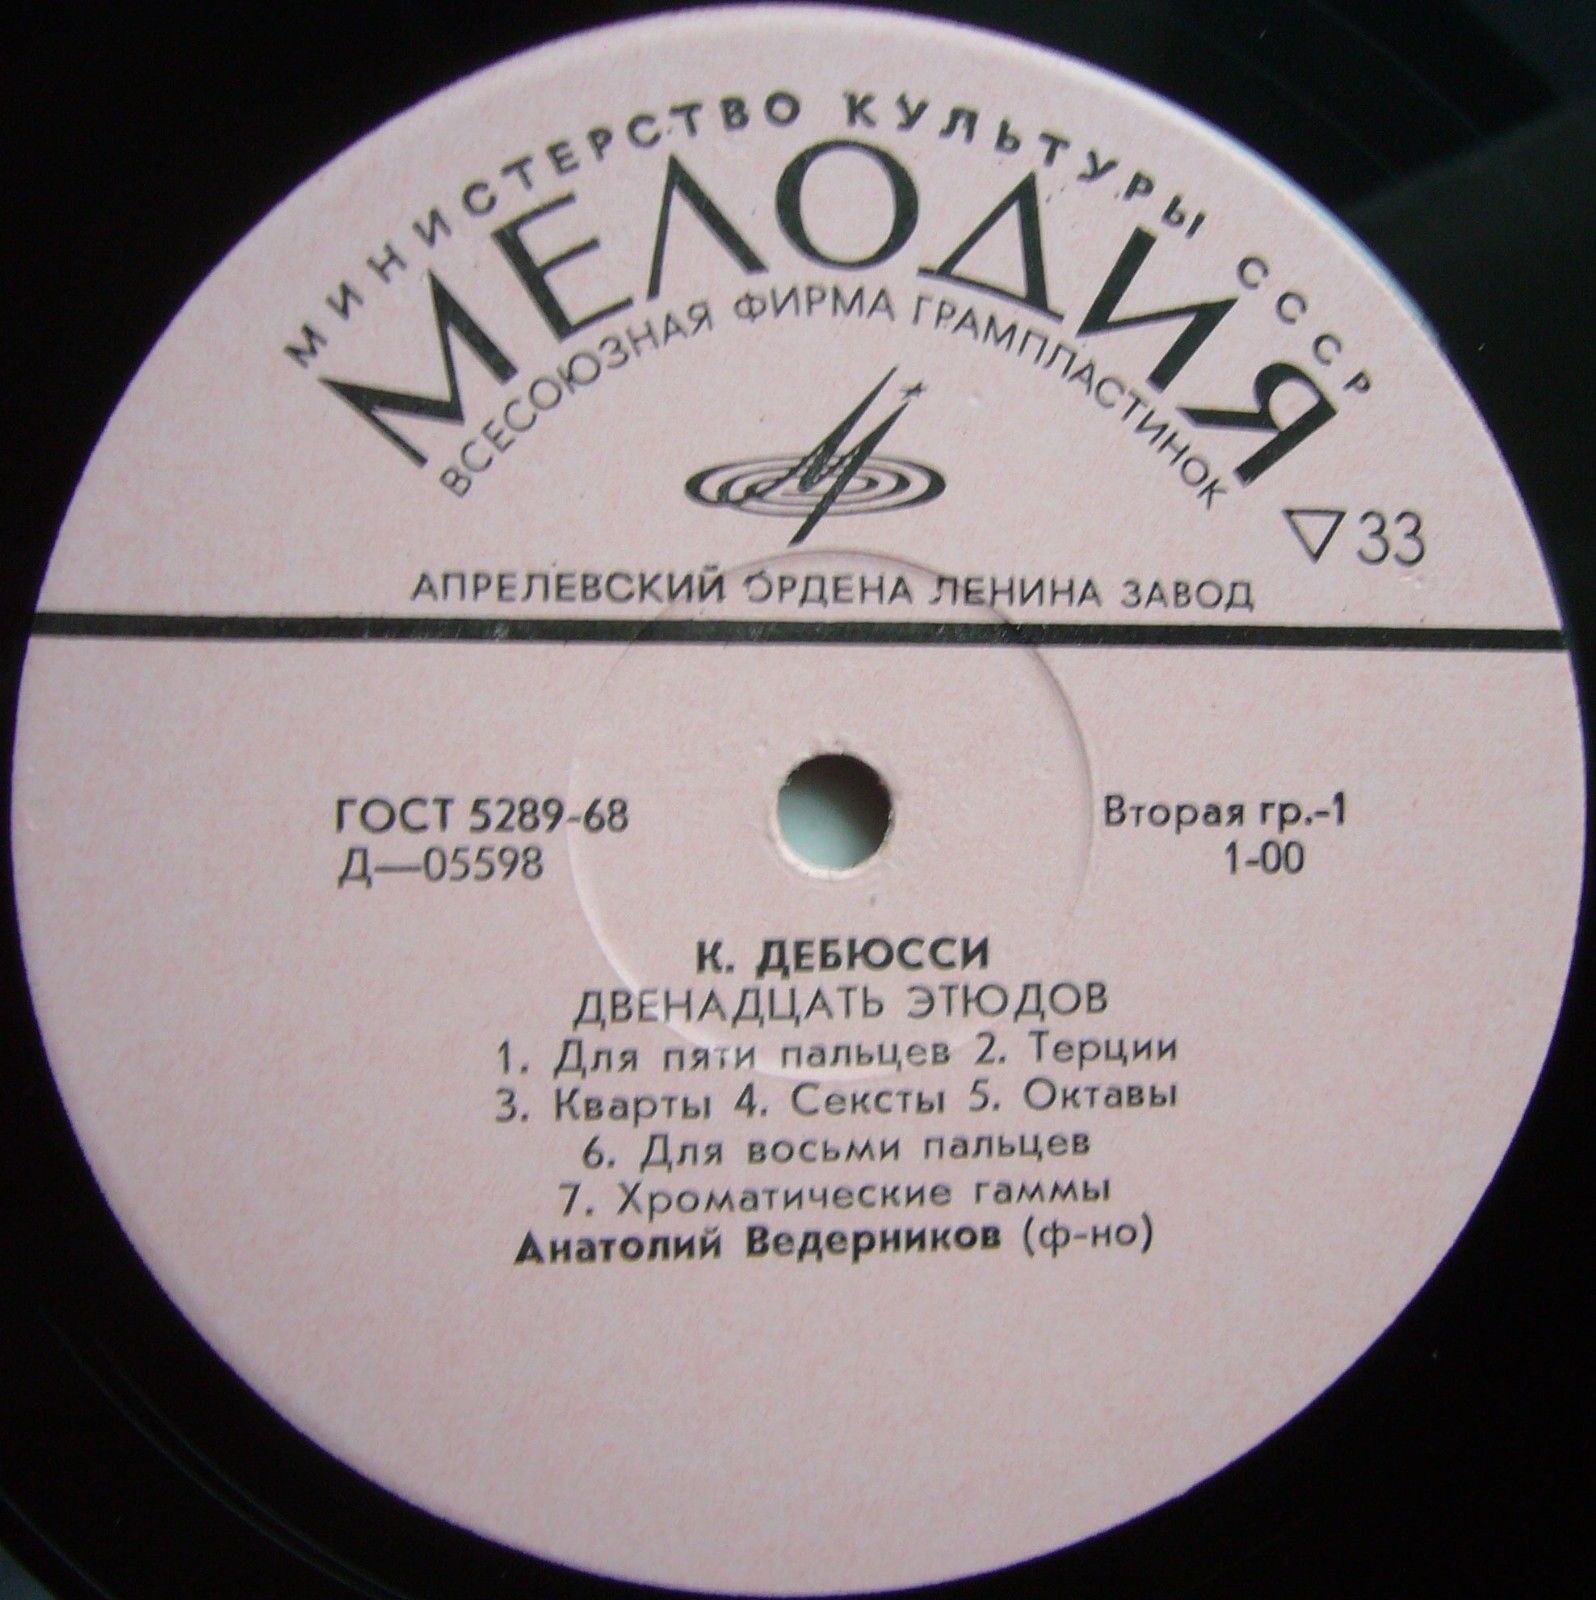 МИНИСТЕРСТВО КУЛЬТУРЫ СССР
МЕЛОДИЯ
ВСЕСОЮЗНАЯ ФИРМА ГРАМПЛАСТИНОК
▽33
АПРЕЛЕВСКИЙ ОРДЕНА ЛЕНИНА ЗАВОД
ГОСТ 5289-68
Д—05598
Вторая гр.-1
1-00
К. ДЕБЮССИ
ДВЕНАДЦАТЬ ЭТЮДОВ
1. Для пяти пальцев 2. Терции
3. Кварты 4. Сексты 5. Октавы
6. Для восьми пальцев
7. Хроматические гаммы
Анатолий Ведерников (ф-но)